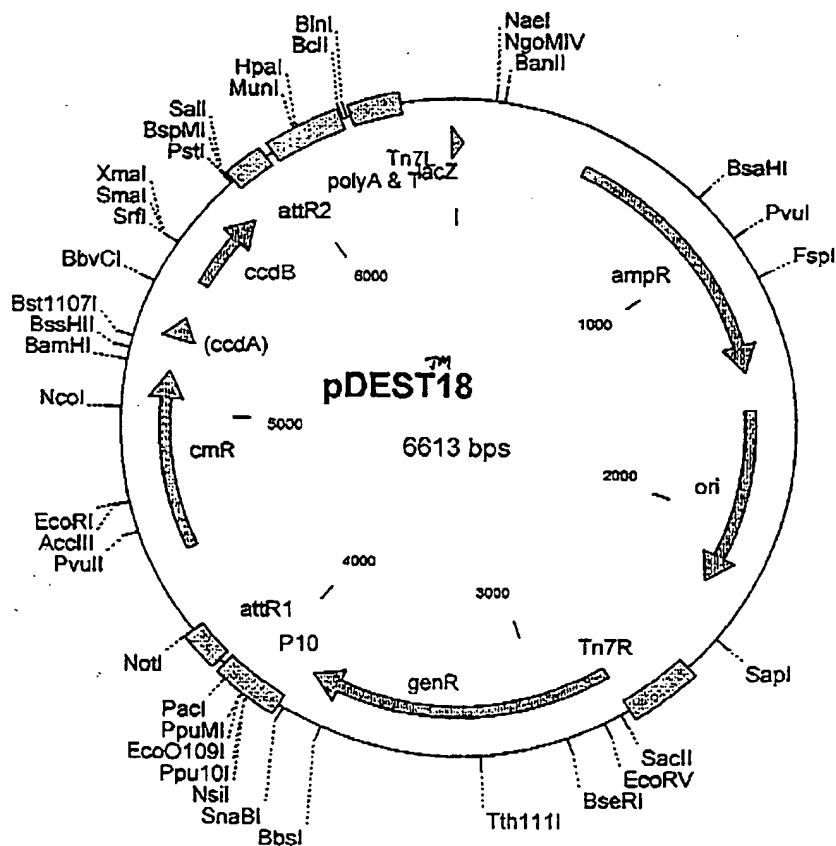 BlnI
BclI
HpaI
MunI
SalI
BspMI
PstI
XmaI
SmaI
SrfI
BbvCI
Bst1107I
BssHII
BamHI
NcoI
EcoRI
AccIII
PvuII
NotI
PacI
PpuMI
EcoO109I
Ppu10I
NsiI
SnaBI
BbsI
Tth111I
BseRI
EcoRV
SacII
SapI
FspI
PvuI
BsaHI
BanII
NgoMIV
NaeI
Tn7L
lacZ
polyA & T
attR2
ccdB
6000
ampR
1000
(ccdA)
pDEST™18
5000
cmR
6613 bps
2000
ori
4000
attR1
3000
P10
Tn7R
genR